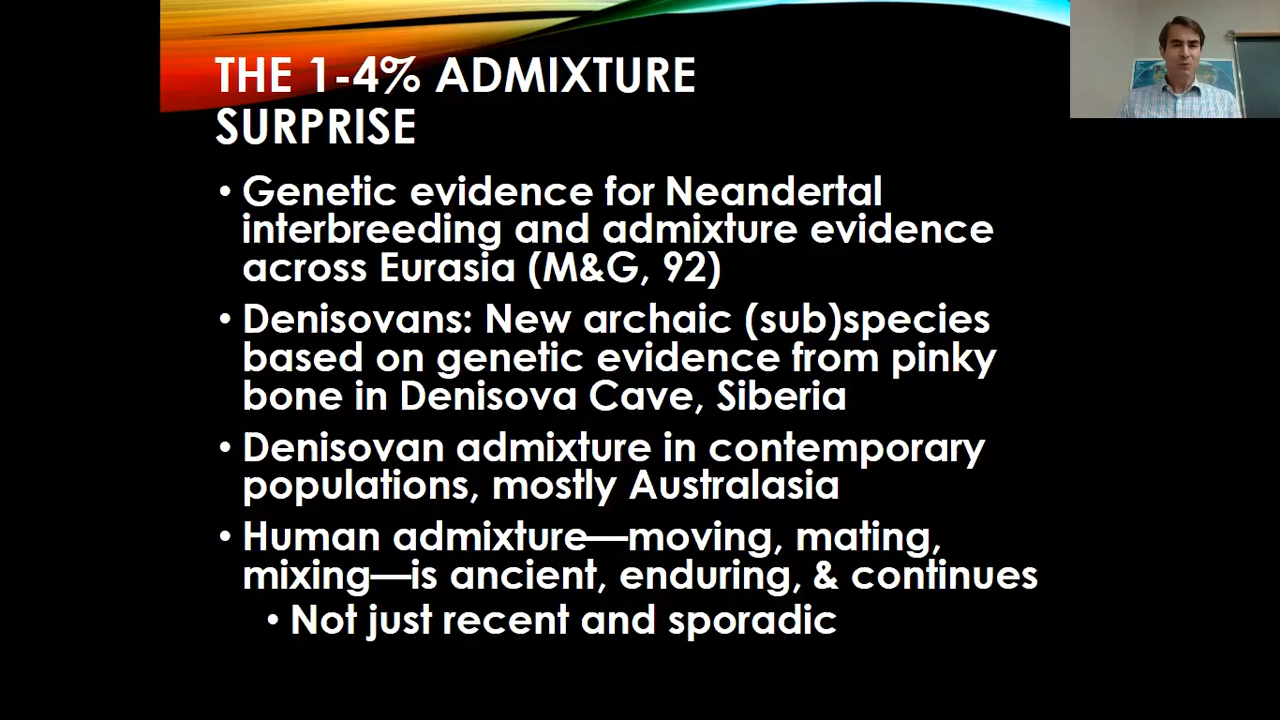 THE 1-4% ADMIXTURE
SURPRISE
• Genetic evidence for Neandertal
interbreeding and admixture evidence
across Eurasia (M&G, 92)
• Denisovans: New archaic (sub)species
based on genetic evidence from pinky
bone in Denisova Cave, Siberia
• Denisovan admixture in contemporary
populations, mostly Australasia
• Human admixture—moving, mating,
mixing—is ancient, enduring, & continues
• Not just recent and sporadic